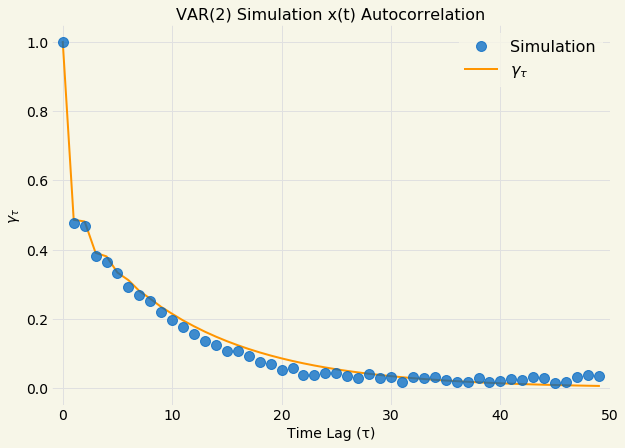 VAR(2) Simulation x(t) Autocorrelation
Simulation
γτ
γτ
1.0
0.8
0.6
0.4
0.2
0.0
0 10 20 30 40 50
Time Lag (τ)